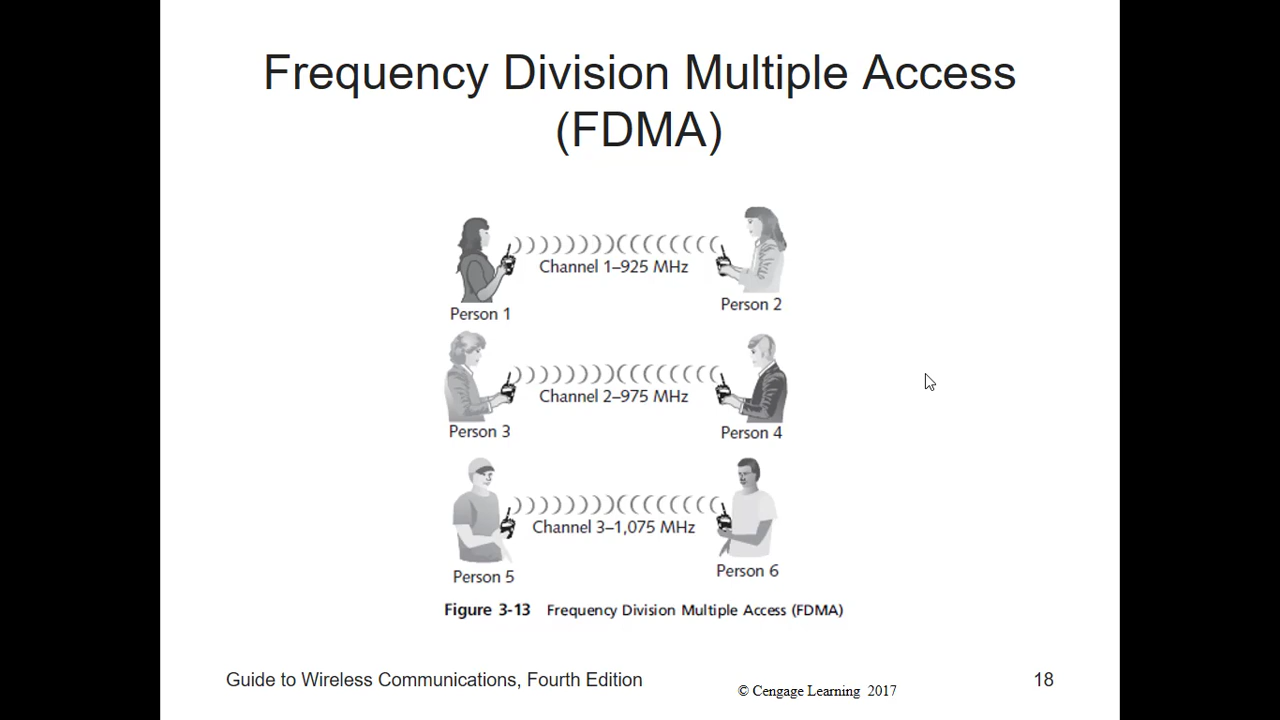 Frequency Division Multiple Access
(FDMA)
Channel 1–925 MHz
Person 1
Person 2
Channel 2–975 MHz
Person 3
Person 4
Channel 3–1,075 MHz
Person 5
Person 6
Figure 3-13 Frequency Division Multiple Access (FDMA)
Guide to Wireless Communications, Fourth Edition
© Cengage Learning 2017
18